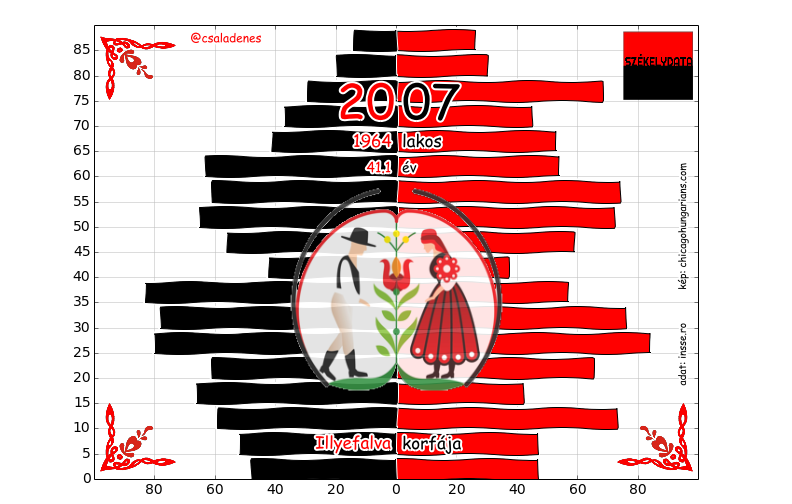 @csaladenes
SZÉKELYDATA
2007
1964 lakos
41.1 év
kép: chicagohungarians.com
adat: insse.ro
Illyefalva korfája
85
80
75
70
65
60
55
50
45
40
35
30
25
20
15
10
5
0
80 60 40 20 0 20 40 60 80